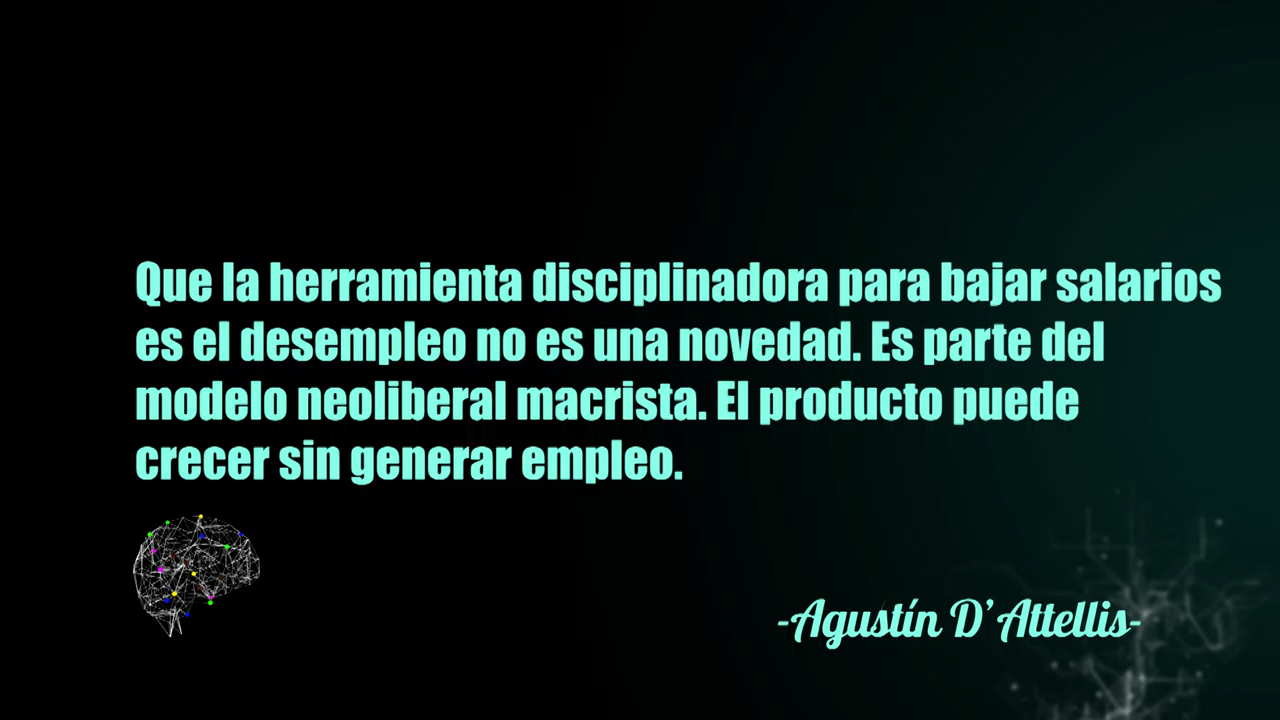 Que la herramienta disciplinadora para bajar salarios
es el desempleo no es una novedad. Es parte del
modelo neoliberal macrista. El producto puede
crecer sin generar empleo.
-Agustín D’Attellis-